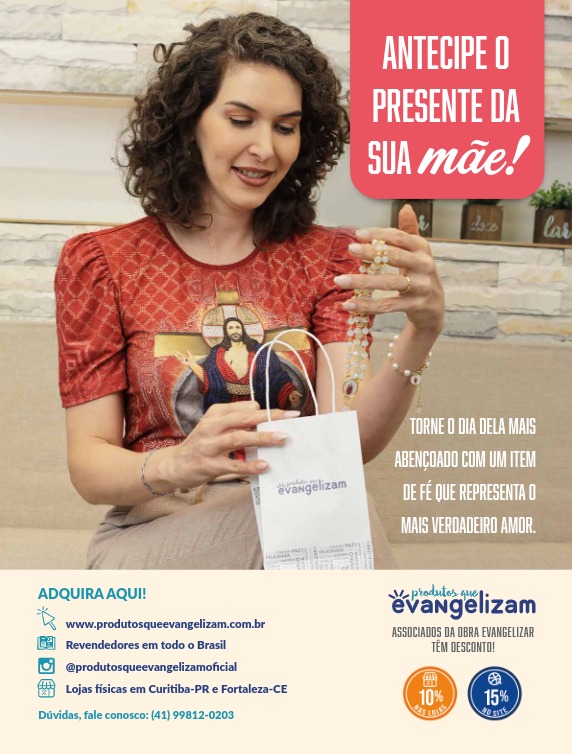 ANTECIPE O
PRESENTE DA
SUA mãe!
lar
produtos que
evangelizam
TORNE O DIA DELA MAIS
ABENÇOADO COM UM ITEM
DE FÉ QUE REPRESENTA O
MAIS VERDADEIRO AMOR.
ADQUIRA AQUI!
www.produtosqueevangelizam.com.br
Revendedores em todo o Brasil
@produtosqueevangelizamoficial
Lojas físicas em Curitiba-PR e Fortaleza-CE
Dúvidas, fale conosco: (41) 99812-0203
produtos que
evangelizam
ASSOCIADOS DA OBRA EVANGELIZAR
TÊM DESCONTO!
10%
NAS LOJAS
15%
NO SITE